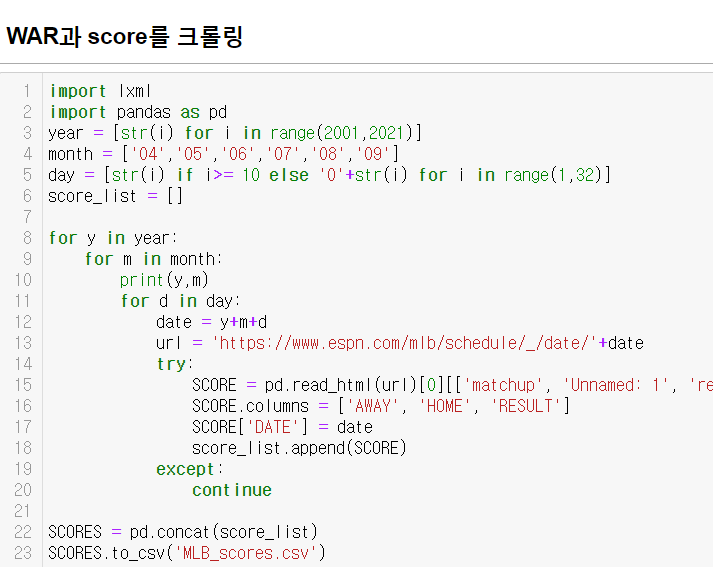 WAR과 score를 크롤링
1 import lxml
2 import pandas as pd
3 year = [str(i) for i in range(2001,2021)]
4 month = ['04','05','06','07','08','09']
5 day = [str(i) if i>= 10 else '0'+str(i) for i in range(1,32)]
6 score_list = []
7
8 for y in year:
9     for m in month:
10         print(y,m)
11         for d in day:
12             date = y+m+d
13             url = 'https://www.espn.com/mlb/schedule/_/date/'+date
14             try:
15                 SCORE = pd.read_html(url)[0][['matchup', 'Unnamed: 1', 're
16                 SCORE.columns = ['AWAY', 'HOME', 'RESULT']
17                 SCORE['DATE'] = date
18                 score_list.append(SCORE)
19             except:
20                 continue
21
22 SCORES = pd.concat(score_list)
23 SCORES.to_csv('MLB_scores.csv')